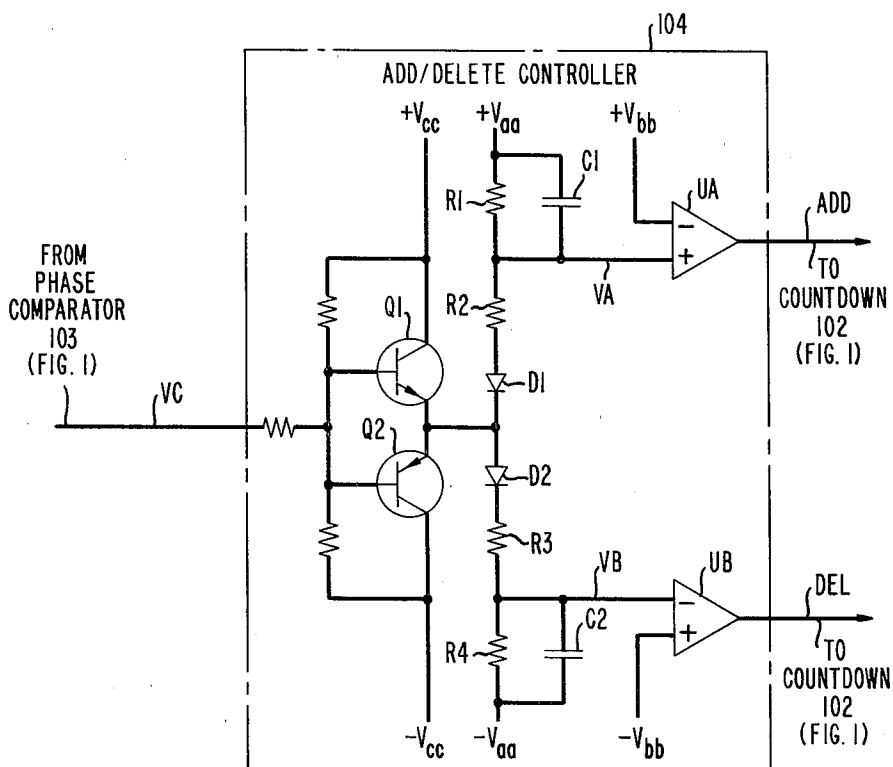 104
ADD/DELETE CONTROLLER
+Vcc
+Vaa
+Vbb
C1
UA
R1
ADD
FROM
PHASE
COMPARATOR
103
(FIG. 1)
TO
COUNTDOWN
102
(FIG. 1)
VA
Q1
R2
VC
D1
Q2
D2
R3
VB
UB
DEL
C2
R4
TO
COUNTDOWN
102
(FIG. 1)
-Vcc
-Vaa
-Vbb